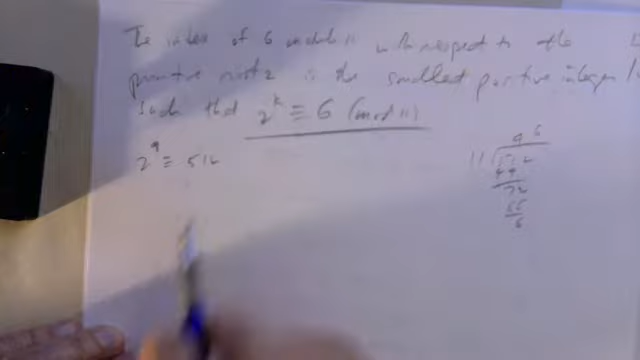 The index of 6 modulo 11 with respect to the
primitive root 2 is the smallest positive integer
such that 2^k ≡ 6 (mod 11)
2^9 ≡ 512
46
11 512
44
72
66
6